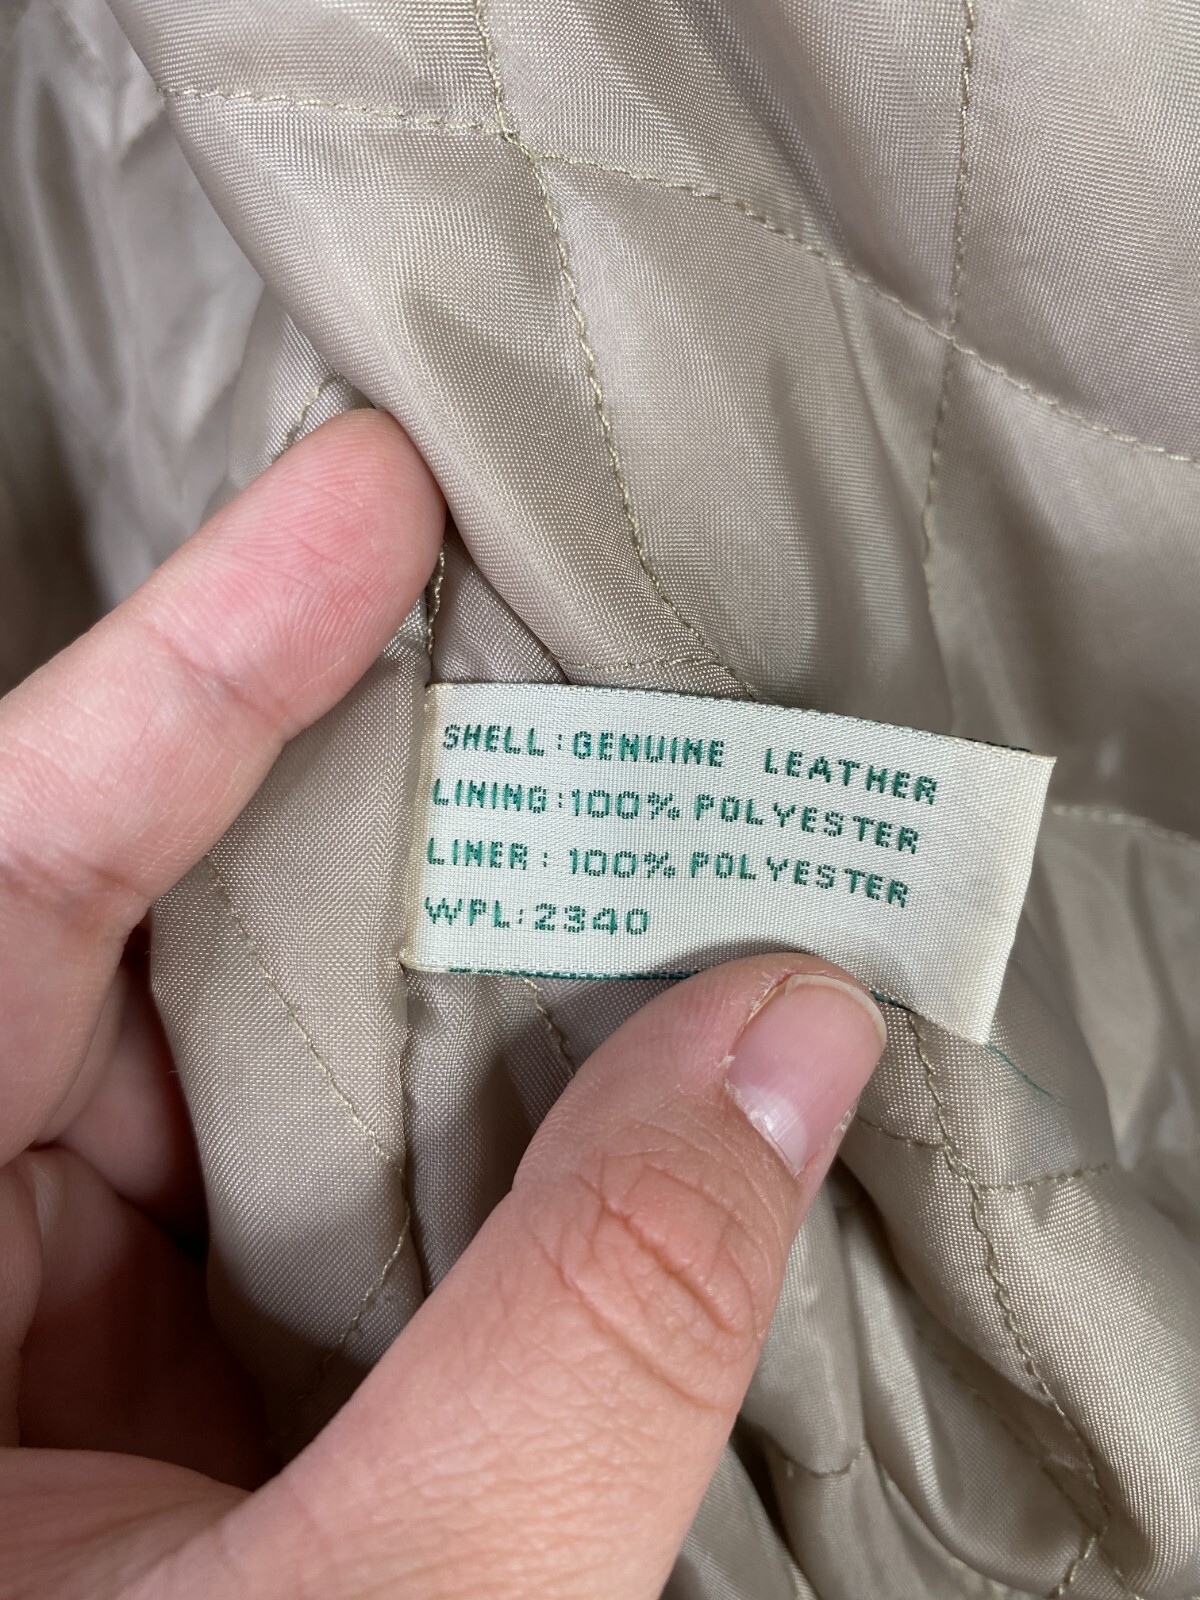 SHELL: GENUINE LEATHER
LINING: 100% POLYESTER
LINER: 100% POLYESTER
WPL: 2340